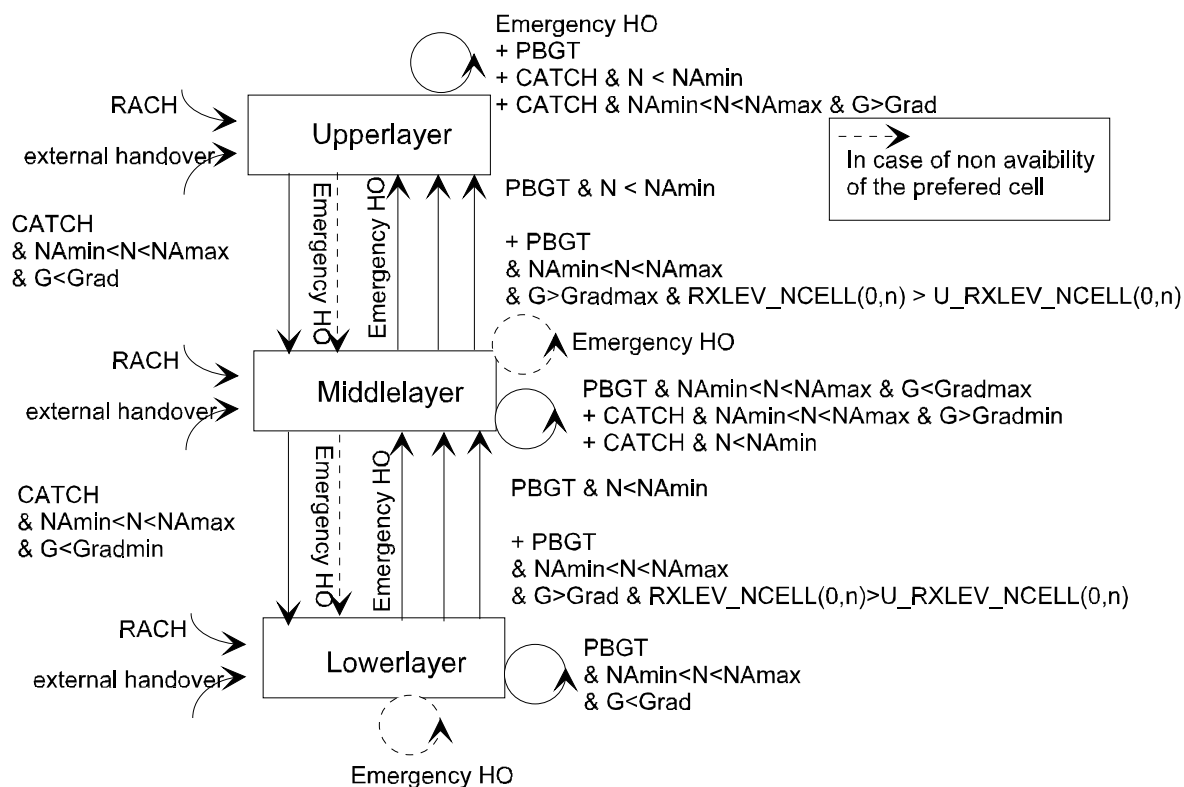 Emergency HO
+ PBGT
+ CATCH & N < NAmin
+ CATCH & NAmin<N<NAmax & G>Grad
RACH
Upperlayer
external handover
In case of non avaibility
of the prefered cell
CATCH
& NAmin<N<NAmax
& G<Grad
Emergency HO
Emergency HO
PBGT & N < NAmin
+ PBGT
& NAmin<N<NAmax
& G>Gradmax & RXLEV_NCELL(0,n) > U_RXLEV_NCELL(0,n)
Emergency HO
RACH
Middlelayer
external handover
PBGT & NAmin<N<NAmax & G<Gradmax
+ CATCH & NAmin<N<NAmax & G>Gradmin
+ CATCH & N<NAmin
CATCH
& NAmin<N<NAmax
& G<Gradmin
Emergency HO
Emergency HO
PBGT & N<NAmin
+ PBGT
& NAmin<N<NAmax
& G>Grad & RXLEV_NCELL(0,n)>U_RXLEV_NCELL(0,n)
RACH
Lowerlayer
external handover
PBGT
& NAmin<N<NAmax
& G<Grad
Emergency HO